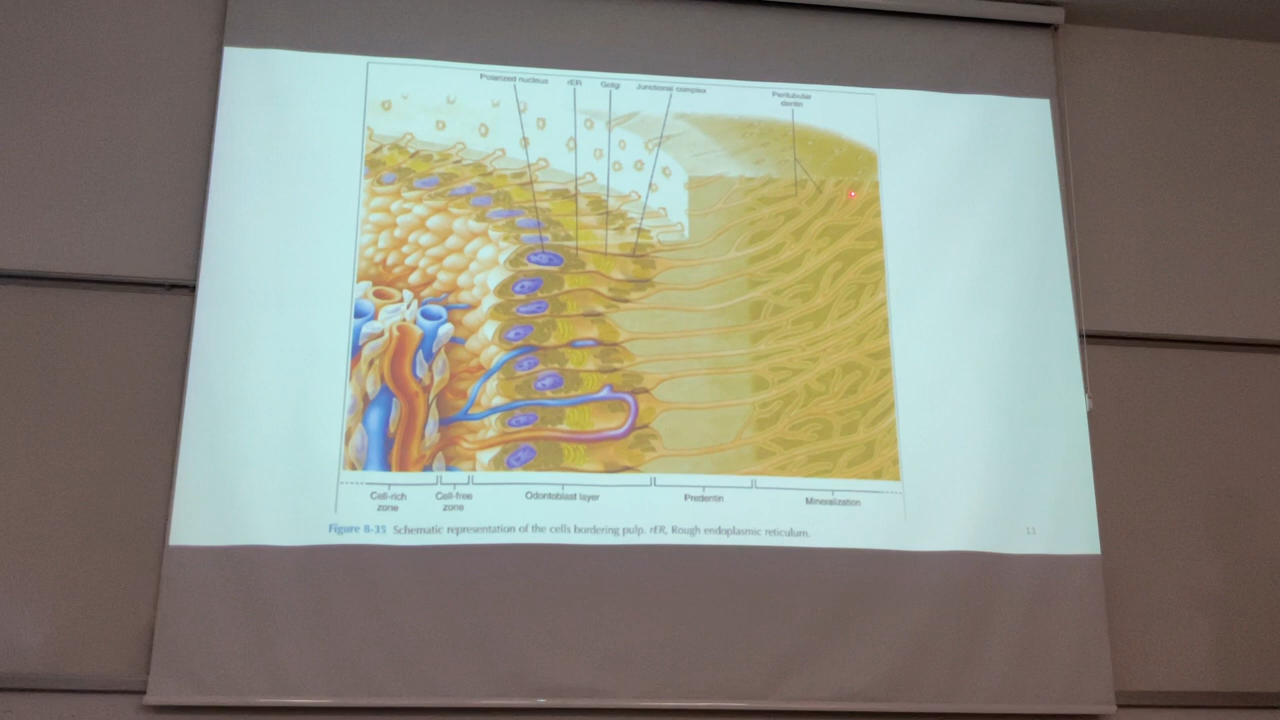 Polarized nucleus
rER
Golgi
Junctional complex
Peritubular
dentin
Cell-rich
zone
Cell-free
zone
Odontoblast layer
Predentin
Mineralization
Figure 8-35 Schematic representation of the cells bordering pulp. rER, Rough endoplasmic reticulum.
13